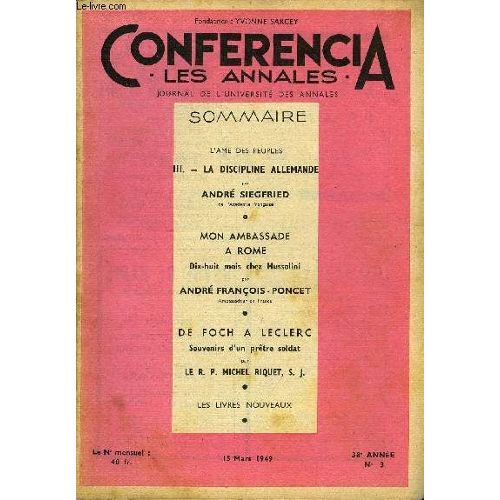 Le-livre.com
Fondatrice : YVONNE SARCEY
CONFERENCIA
· LES ANNALES ·
JOURNAL DE L'UNIVERSITÉ DES ANNALES
SOMMAIRE
L'AME DES PEUPLES
III. — LA DISCIPLINE ALLEMANDE
par
ANDRÉ SIEGFRIED
de l'Académie française
MON AMBASSADE
A ROME
Dix-huit mois chez Mussolini
par
ANDRÉ FRANÇOIS-PONCET
Ambassadeur de France
DE FOCH A LECLERC
Souvenirs d'un prêtre soldat
par
LE R. P. MICHEL RIQUET, S. J.
LES LIVRES NOUVEAUX
Le N° mensuel :
40 fr.
15 Mars 1949
38e ANNÉE
N° 3